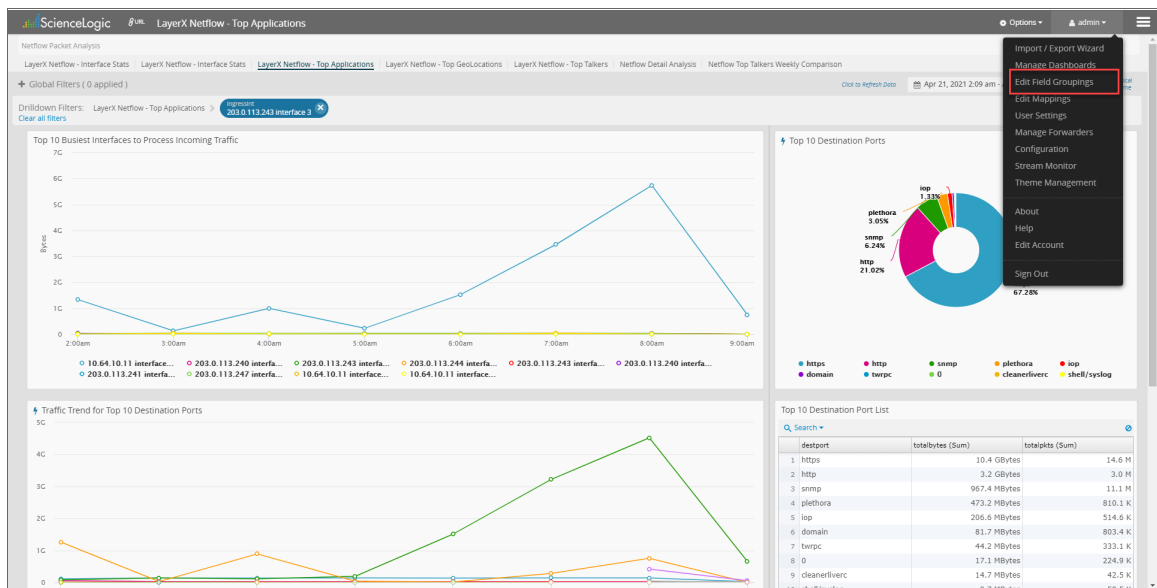 ScienceLogic
URL
LayerX Netflow - Top Applications
Options
admin
Netflow Packet Analysis
LayerX Netflow - Interface Stats
LayerX Netflow - Interface Stats
LayerX Netflow - Top Applications
LayerX Netflow - Top GeoLocations
LayerX Netflow - Top Talkers
Netflow Detail Analysis
Netflow Top Talkers Weekly Comparison
+ Global Filters ( 0 applied )
Click to Refresh Data
Apr 21, 2021 2:09 am -
Drilldown Filters: LayerX Netflow - Top Applications >
ingressint
203.0.113.243 interface 3
Clear all filters
Import / Export Wizard
Manage Dashboards
Edit Field Groupings
Edit Mappings
User Settings
Manage Forwarders
Configuration
Stream Monitor
Theme Management
About
Help
Edit Account
Sign Out
Top 10 Busiest Interfaces to Process Incoming Traffic
7G
6G
5G
4G
3G
2G
1G
0
Bytes
2:00am 3:00am 4:00am 5:00am 6:00am 7:00am 8:00am 9:00am
10.64.10.11 interface... 203.0.113.240 interfa... 203.0.113.243 interfa... 203.0.113.244 interfa... 203.0.113.243 interfa... 203.0.113.240 interfa...
203.0.113.241 interfa... 203.0.113.247 interfa... 10.64.10.11 interface... 10.64.10.11 interface...
Top 10 Destination Ports
iop
1.33%
plethora
3.05%
snmp
6.24%
http
21.02%
67.28%
https http snmp plethora iop
domain twrpc 0 cleanerliverc shell/syslog
Traffic Trend for Top 10 Destination Ports
5G
4G
3G
2G
1G
0
Top 10 Destination Port List
Search
destport totalbytes (Sum) totalpkts (Sum)
1 https 10.4 GBytes 14.6 M
2 http 3.2 GBytes 3.0 M
3 snmp 967.4 MBytes 11.1 M
4 plethora 473.2 MBytes 810.1 K
5 iop 206.6 MBytes 514.6 K
6 domain 81.7 MBytes 803.4 K
7 twrpc 44.2 MBytes 333.1 K
8 0 17.1 MBytes 224.9 K
9 cleanerliverc 14.7 MBytes 42.5 K